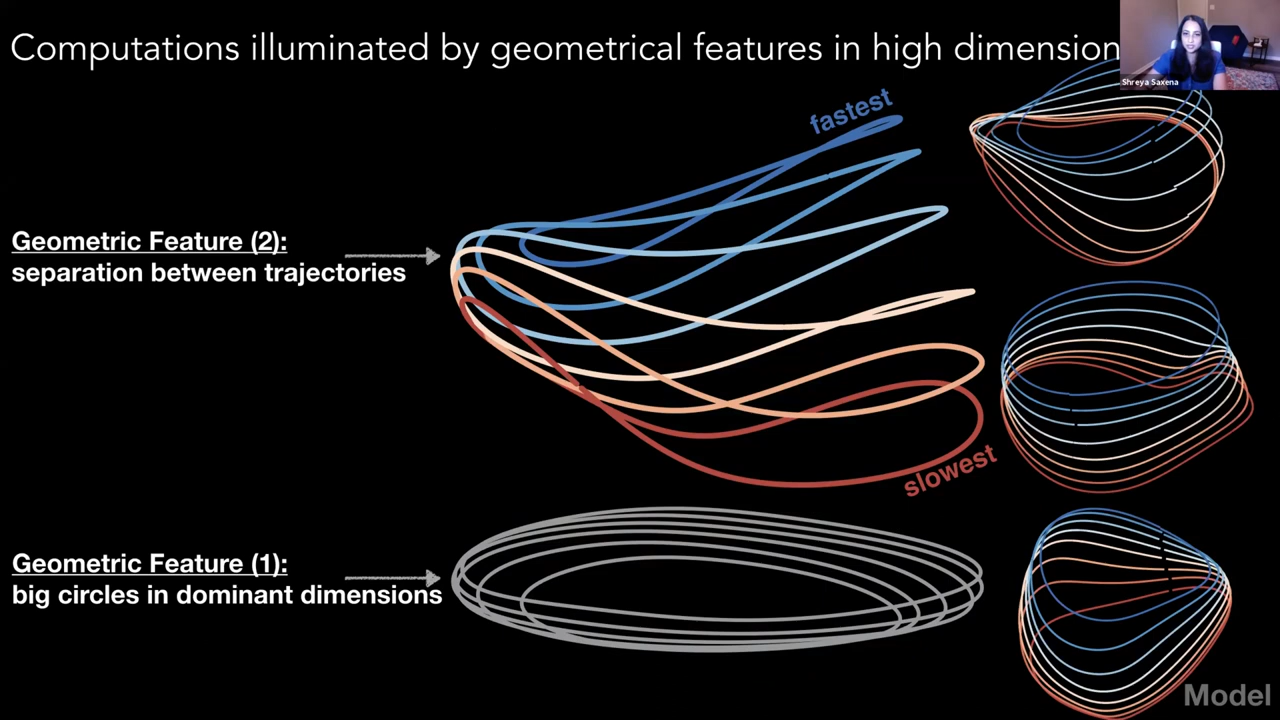 Computations illuminated by geometrical features in high dimension
Shreya Saxena
fastest
Geometric Feature (2):
separation between trajectories
slowest
Geometric Feature (1):
big circles in dominant dimensions
Model